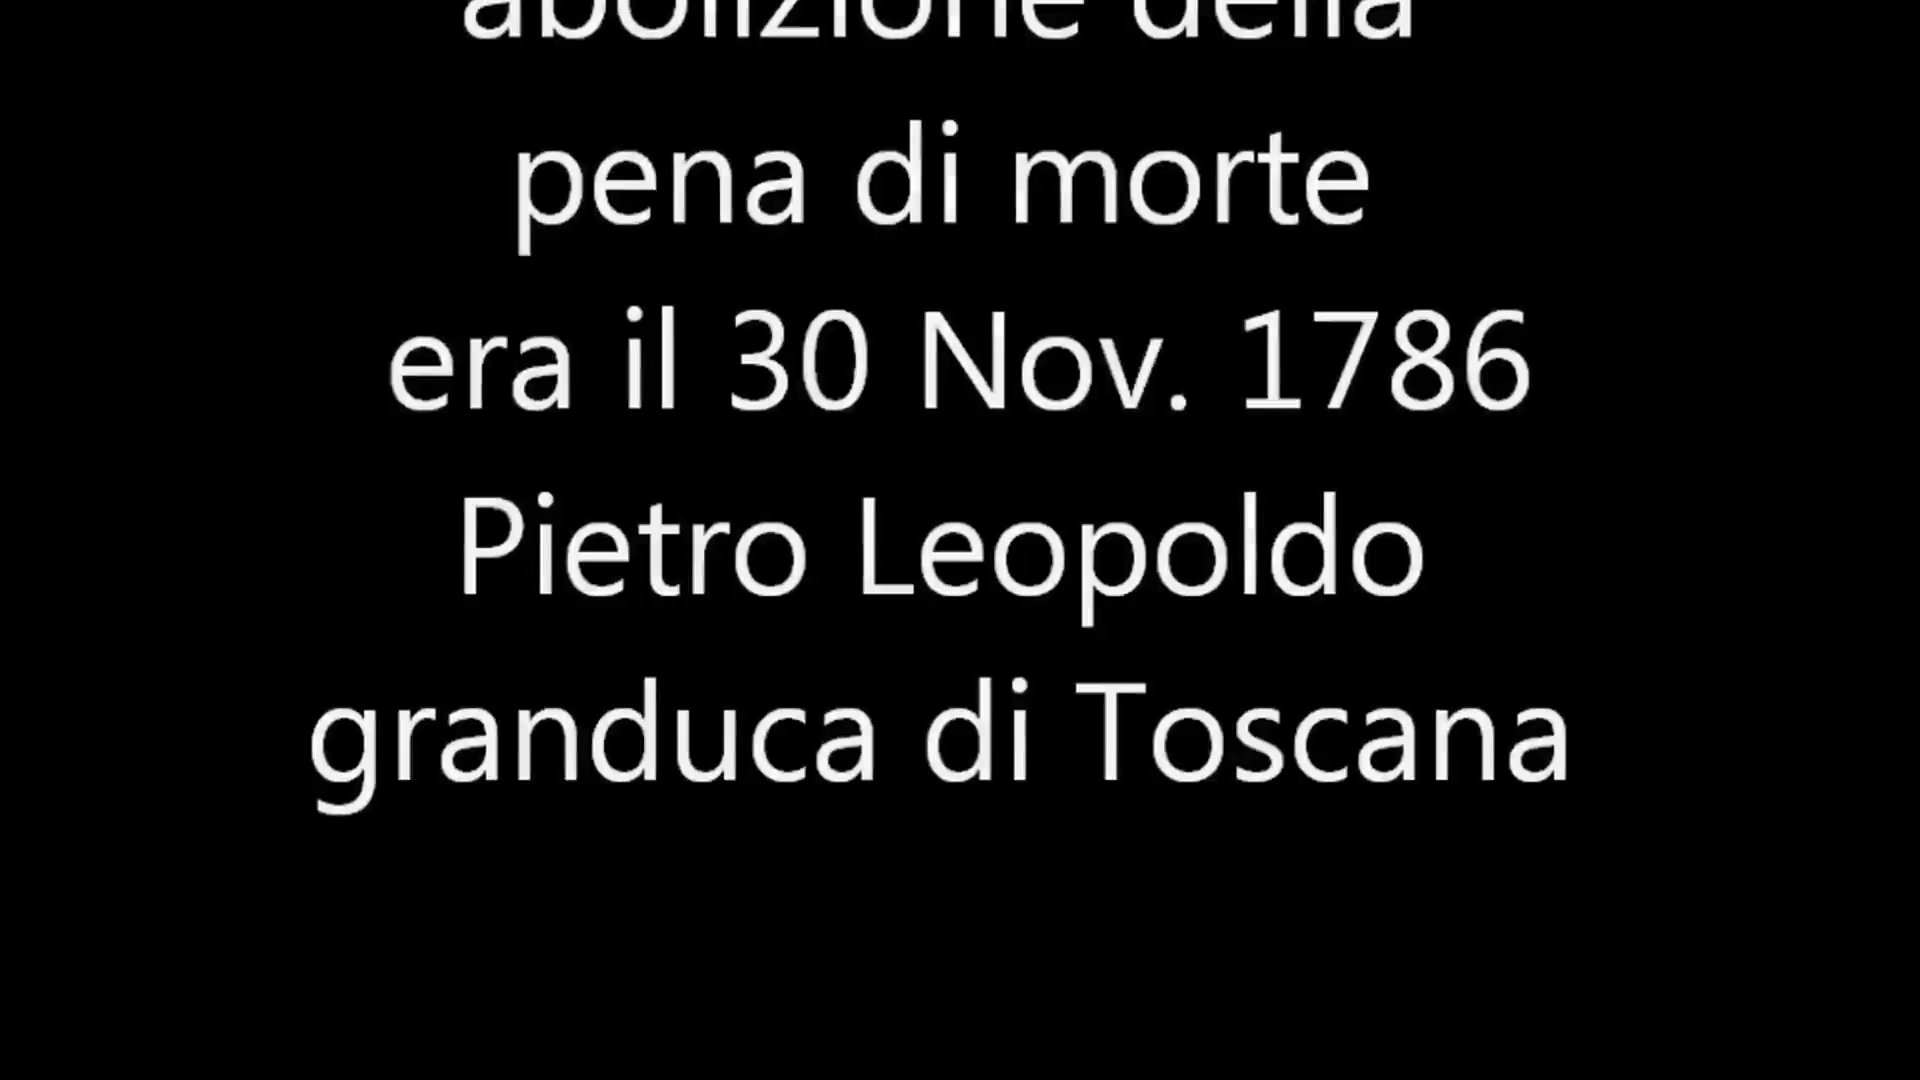 abolizione della
pena di morte
era il 30 Nov. 1786
Pietro Leopoldo
granduca di Toscana